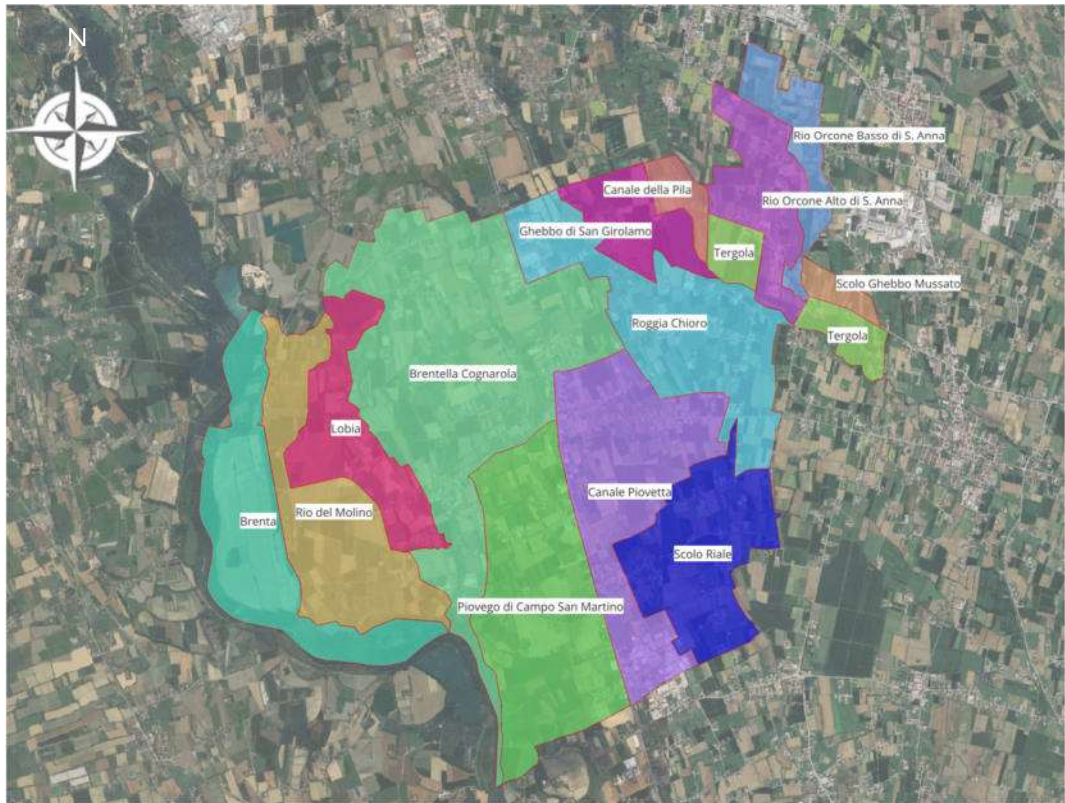 N
Rio Orcone Basso di S. Anna
Canale della Pila
Rio Orcone Alto di S. Anna
Ghebbo di San Girolamo
Tergola
Scolo Ghebbo Mussato
Roggia Chioro
Tergola
Brentella Cognarola
Lobia
Canale Piovetta
Rio del Molino
Brenta
Scolo Riale
Piovego di Campo San Martino